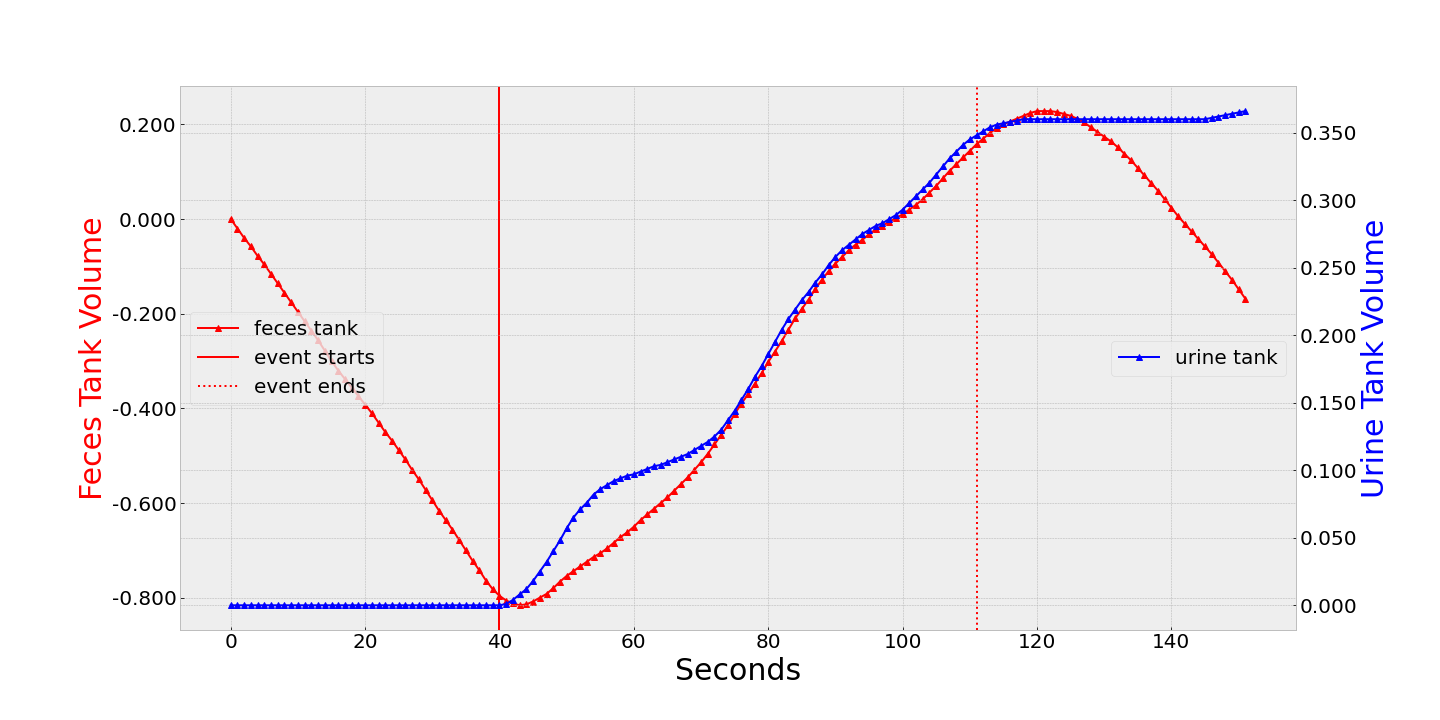 Feces Tank Volume
0.200
0.000
-0.200
-0.400
-0.600
-0.800
feces tank
event starts
event ends
urine tank
0.350
0.300
0.250
0.200
0.150
0.100
0.050
0.000
Urine Tank Volume
0 20 40 60 80 100 120 140
Seconds